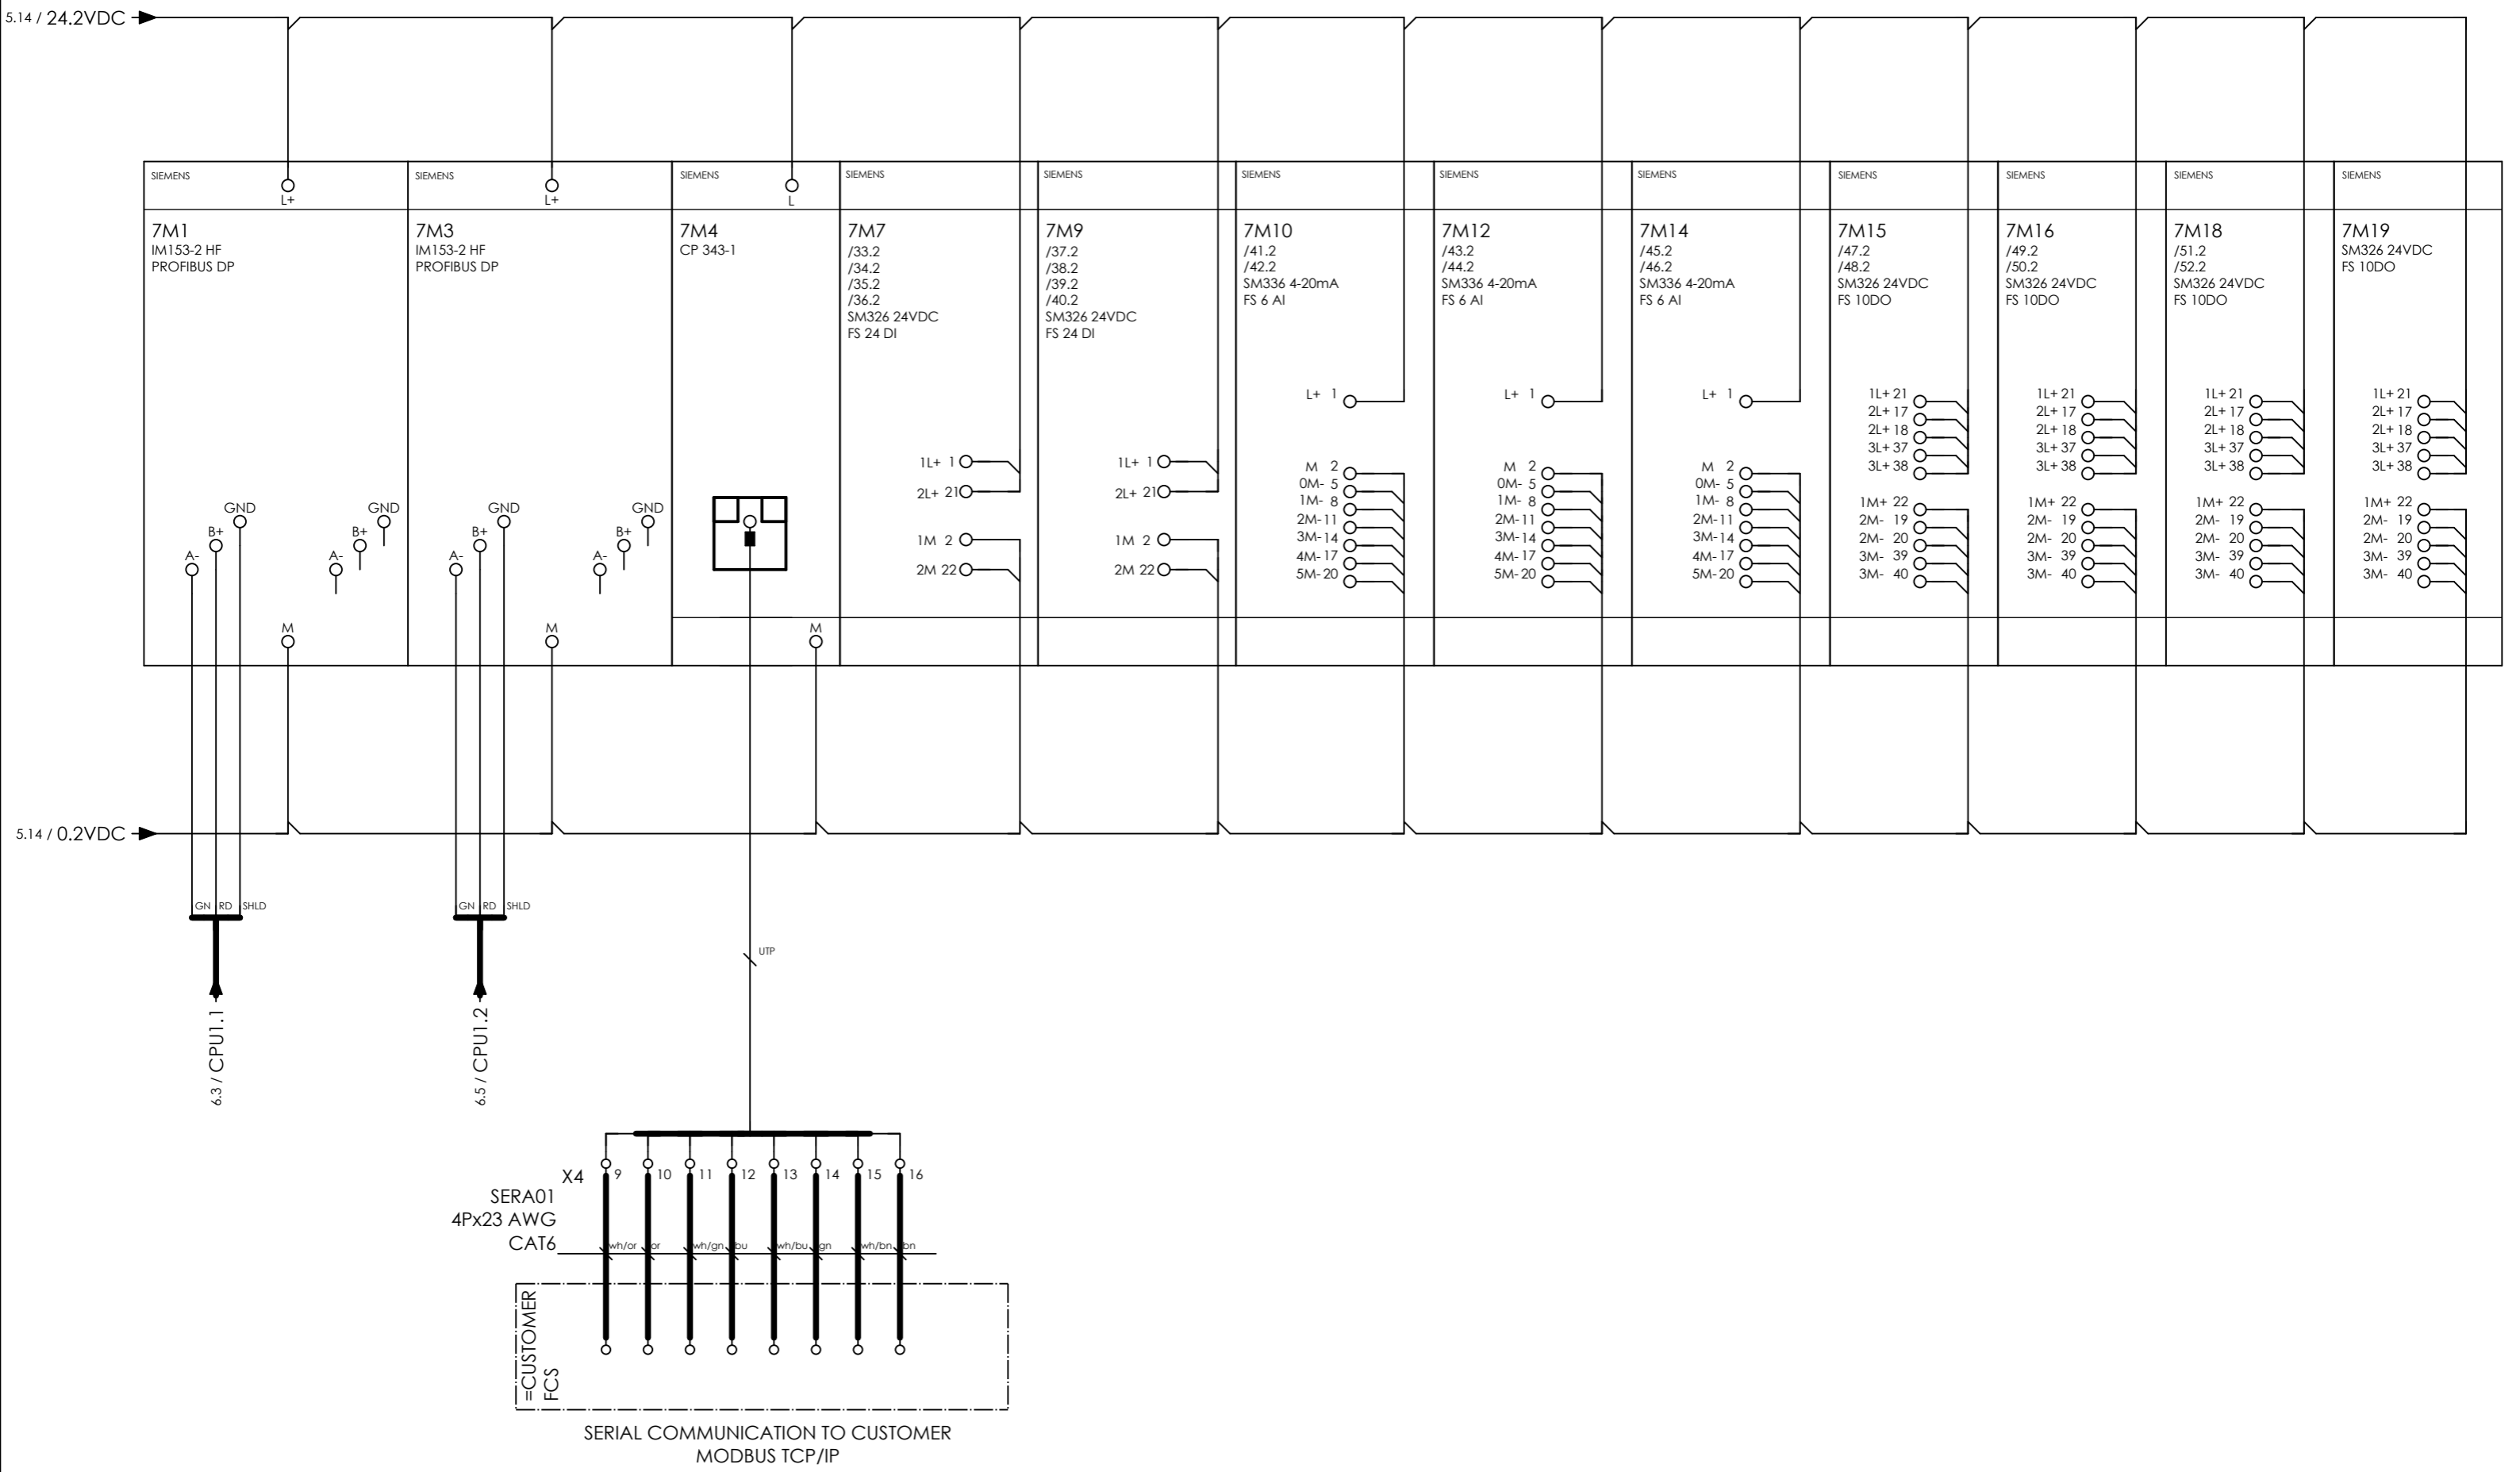 5.14 / 24.2VDC
SIEMENS
L+
7M1
IM153-2 HF
PROFIBUS DP
A-
B+
GND
A-
B+
GND
M
SIEMENS
L+
7M3
IM153-2 HF
PROFIBUS DP
A-
B+
GND
A-
B+
GND
M
SIEMENS
L
7M4
CP 343-1
M
SIEMENS
7M7
/33.2
/34.2
/35.2
/36.2
SM326 24VDC
FS 24 DI
1L+ 1
2L+ 21
1M 2
2M 22
SIEMENS
7M9
/37.2
/38.2
/39.2
/40.2
SM326 24VDC
FS 24 DI
1L+ 1
2L+ 21
1M 2
2M 22
SIEMENS
7M10
/41.2
/42.2
SM336 4-20mA
FS 6 AI
L+ 1
M 2
0M- 5
1M- 8
2M-11
3M-14
4M-17
5M-20
SIEMENS
7M12
/43.2
/44.2
SM336 4-20mA
FS 6 AI
L+ 1
M 2
0M- 5
1M- 8
2M-11
3M-14
4M-17
5M-20
SIEMENS
7M14
/45.2
/46.2
SM336 4-20mA
FS 6 AI
L+ 1
M 2
0M- 5
1M- 8
2M-11
3M-14
4M-17
5M-20
SIEMENS
7M15
/47.2
/48.2
SM326 24VDC
FS 10DO
1L+ 21
2L+ 17
2L+ 18
3L+ 37
3L+ 38
1M+ 22
2M- 19
2M- 20
3M- 39
3M- 40
SIEMENS
7M16
/49.2
/50.2
SM326 24VDC
FS 10DO
1L+ 21
2L+ 17
2L+ 18
3L+ 37
3L+ 38
1M+ 22
2M- 19
2M- 20
3M- 39
3M- 40
SIEMENS
7M18
/51.2
/52.2
SM326 24VDC
FS 10DO
1L+ 21
2L+ 17
2L+ 18
3L+ 37
3L+ 38
1M+ 22
2M- 19
2M- 20
3M- 39
3M- 40
SIEMENS
7M19
SM326 24VDC
FS 10DO
1L+ 21
2L+ 17
2L+ 18
3L+ 37
3L+ 38
1M+ 22
2M- 19
2M- 20
3M- 39
3M- 40
5.14 / 0.2VDC
GN RD SHLD
6.3 / CPU1.1
GN RD SHLD
6.5 / CPU1.2
UTP
X4
9 10 11 12 13 14 15 16
SERA01
4Px23 AWG
CAT6
wh/or or wh/gn bu wh/bu gn wh/bn bn
=CUSTOMER
FCS
SERIAL COMMUNICATION TO CUSTOMER
MODBUS TCP/IP